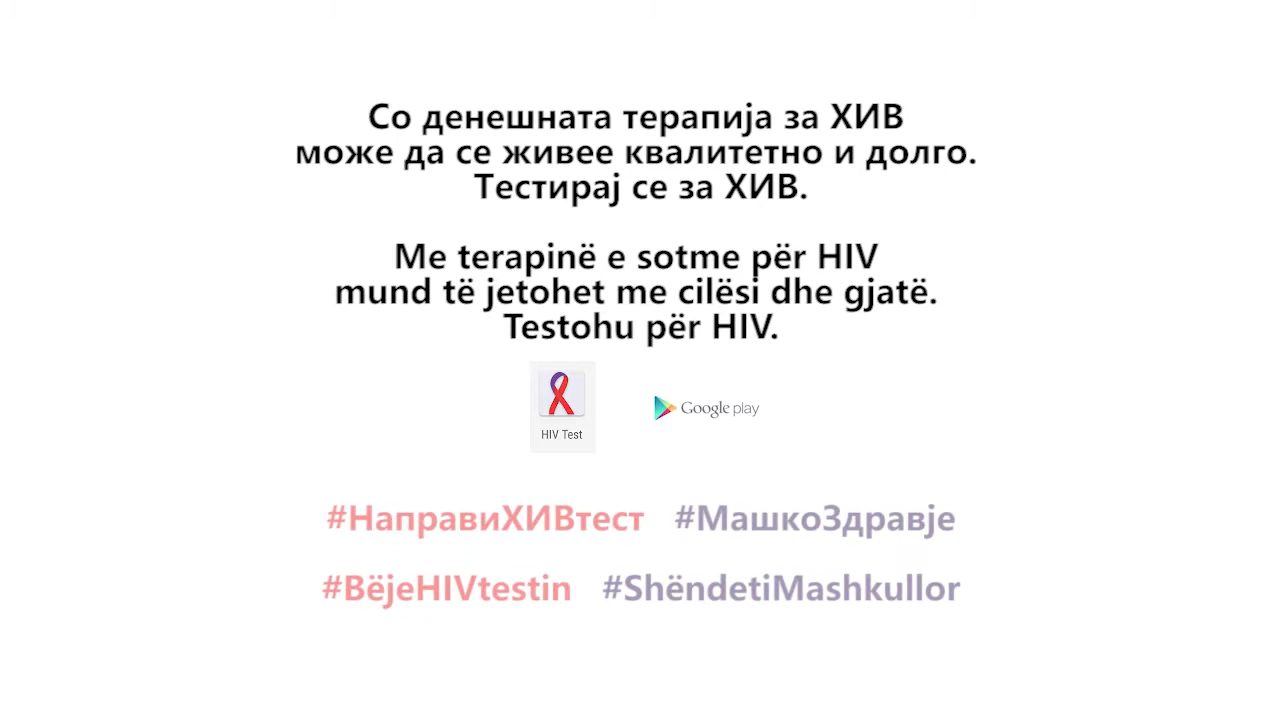 Со денешната терапија за ХИВ
може да се живее квалитетно и долго.
Тестирај се за ХИВ.
Me terapinë e sotme për HIV
mund të jetohet me cilësi dhe gjatë.
Testohu për HIV.
Google play
HIV Test
#НаправиХИВтест #МашкоЗдравје
#BëjeHIVtestin #ShëndetiMashkullor